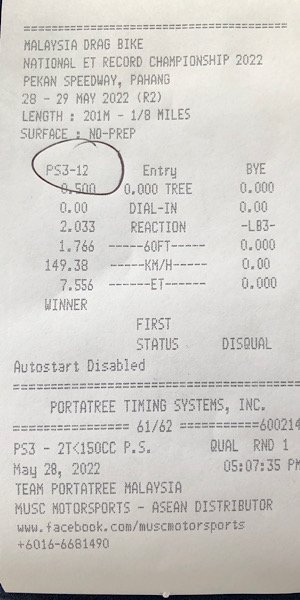 ==================================
MALAYSIA DRAG BIKE
NATIONAL ET RECORD CHAMPIONSHIP 2022
PEKAN SPEEDWAY, PAHANG
28 - 29 MAY 2022 (R2)
LENGTH : 201M - 1/8 MILES
SURFACE : NO-PREP
PS3-12 Entry BYE
0.500 0.000 TREE 0.000
0.00 DIAL-IN 0.00
2.033 REACTION -LB3-
1.766 -----60FT----- 0.000
149.38 -----KM/H----- 0.00
7.556 ------ET------ 0.000
WINNER
FIRST
STATUS DISQUAL
Autostart Disabled
==================================
PORTATREE TIMING SYSTEMS, INC.
=============== 61/62 ===========600214
PS3 - 2T<150CC P.S. QUAL RND 1
May 28, 2022 05:07:35 PM
TEAM PORTATREE MALAYSIA
MUSC MOTORSPORTS - ASEAN DISTRIBUTOR
www.facebook.com/muscmotorsports
+6016-6681490